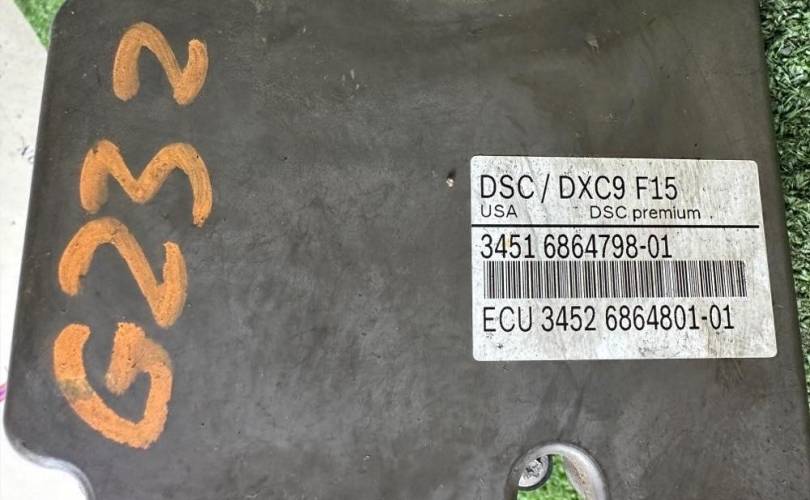 G232
DSC / DXC9 F15
USA DSC premium
3451 6864798-01
ECU 3452 6864801-01